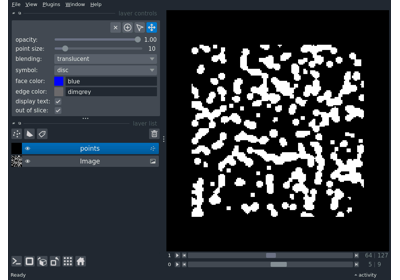 File View Plugins Window Help
layer controls
opacity: 1.00
point size: 10
blending: translucent
symbol: disc
face color: blue
edge color: dimgrey
display text:
out of slice:
layer list
points
Image
1 64 127
0 5 9
Ready activity